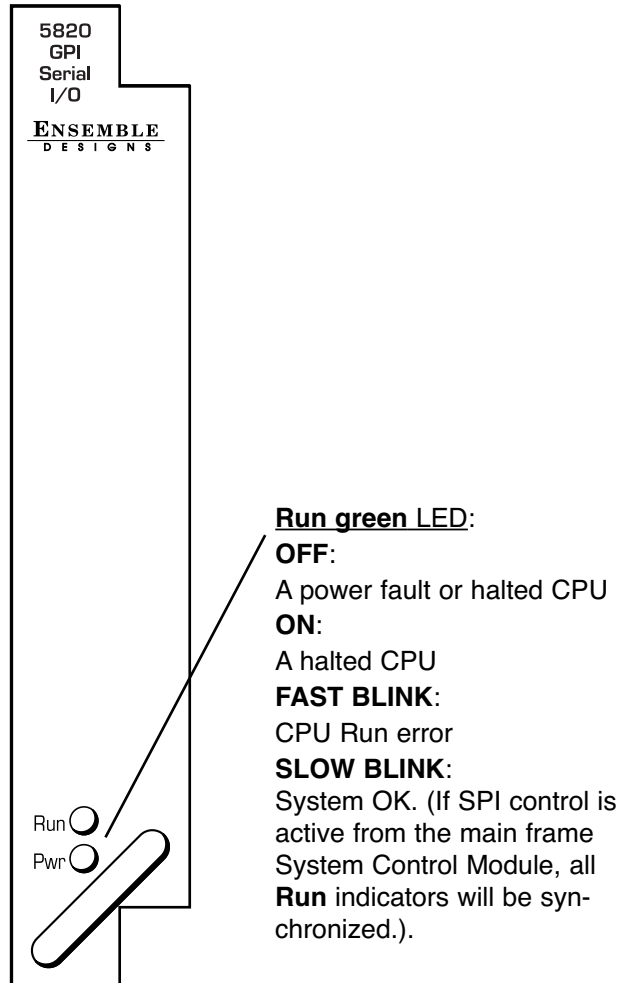 5820
GPI
Serial
I/O
ENSEMBLE
DESIGNS
Run green LED:
OFF:
A power fault or halted CPU
ON:
A halted CPU
FAST BLINK:
CPU Run error
SLOW BLINK:
System OK. (If SPI control is
active from the main frame
System Control Module, all
Run indicators will be syn-
chronized.).
Run
Pwr